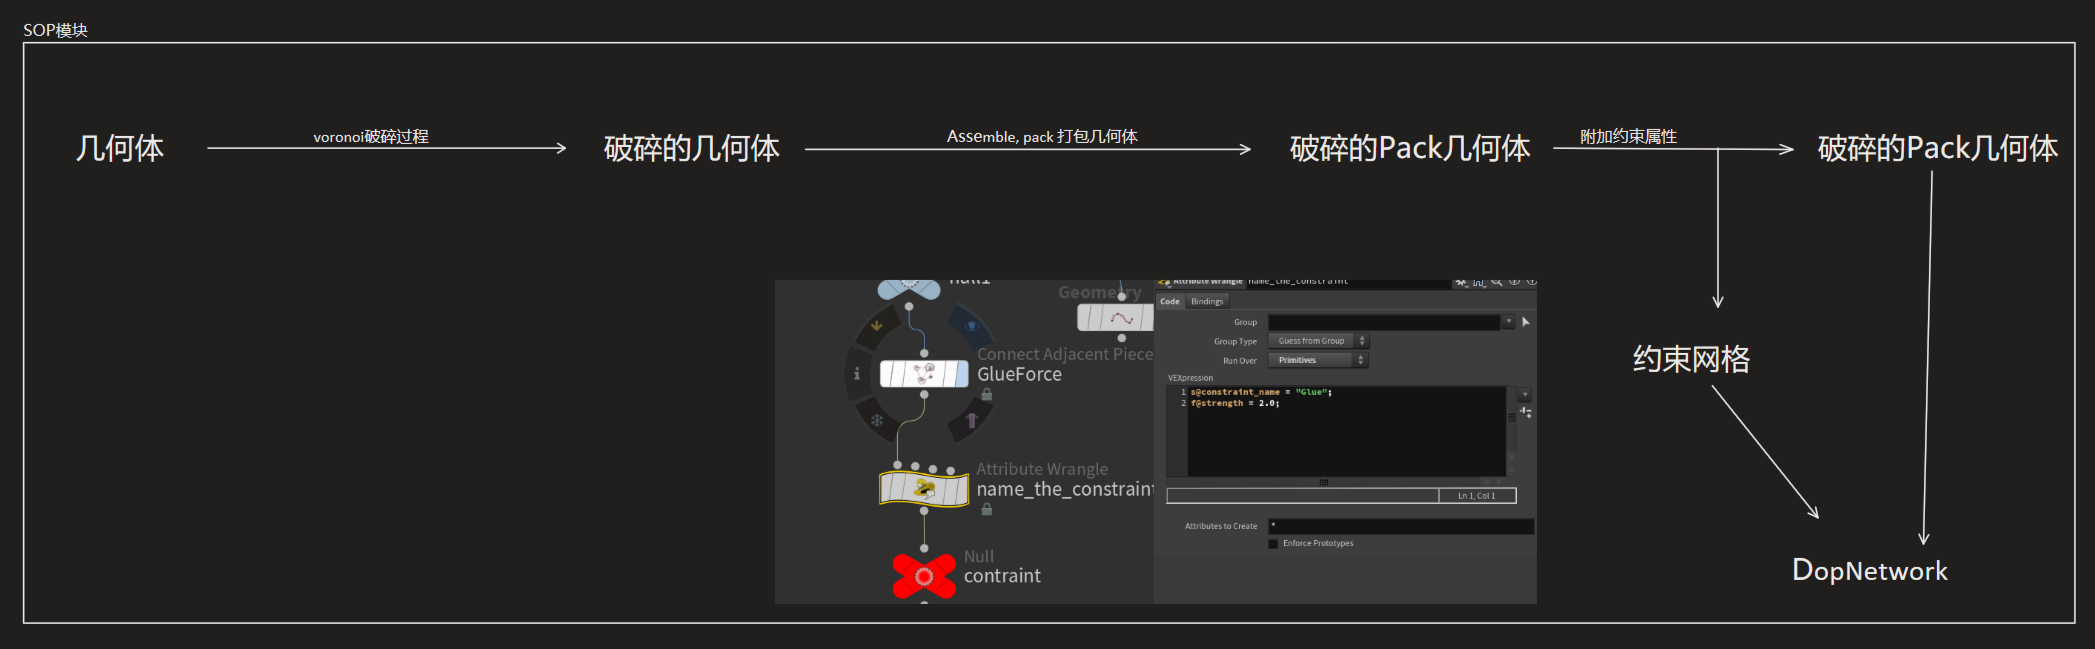 SOP模块
几何体
voronoi破碎过程
破碎的几何体
Assemble, pack 打包几何体
破碎的Pack几何体
附加约束属性
破碎的Pack几何体
null1
Geometry
Connect Adjacent Piece
GlueForce
Attribute Wrangle
name_the_constraint
Null
contraint
Attribute Wrangle name_the_constraint
Code Bindings
Group
Group Type Guess from Group
Run Over Primitives
VEXpression
1 s@constraint_name = "Glue";
2 f@strength = 2.0;
Ln 1, Col 1
Attributes to Create *
Enforce Prototypes
约束网格
DopNetwork